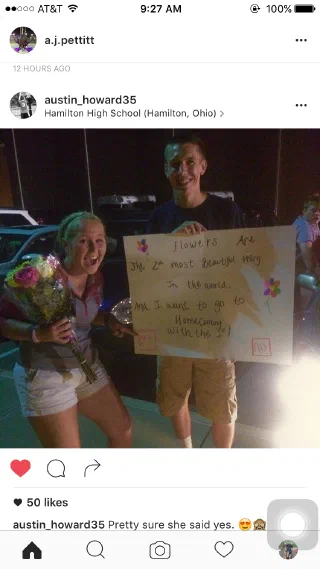 AT&T 9:27 AM 100%
a.j.pettitt
12 HOURS AGO
austin_howard35
Hamilton High School (Hamilton, Ohio) >
Flowers Are
The 2nd most beautiful thing
In the world.
And I want to go to
Homecoming
with the 1st!
50 likes
austin_howard35 Pretty sure she said yes. 😍🙈